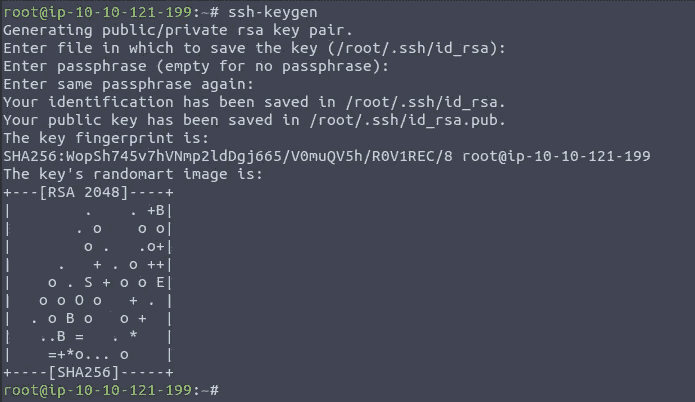 root@ip-10-10-121-199:~# ssh-keygen
Generating public/private rsa key pair.
Enter file in which to save the key (/root/.ssh/id_rsa):
Enter passphrase (empty for no passphrase):
Enter same passphrase again:
Your identification has been saved in /root/.ssh/id_rsa.
Your public key has been saved in /root/.ssh/id_rsa.pub.
The key fingerprint is:
SHA256:WopSh745v7hVNmp2ldDgj665/V0muQV5h/R0V1REC/8 root@ip-10-10-121-199
The key's randomart image is:
+---[RSA 2048]----+
|        .    . +B|
|       . o    o o|
|        o .   .o+|
|     .   + . o ++|
|    o . S + o o E|
|   o o O o   + . |
|  . o B o   o +  |
|   ..B =   . *   |
|    =+*o... o    |
+----[SHA256]-----+
root@ip-10-10-121-199:~#